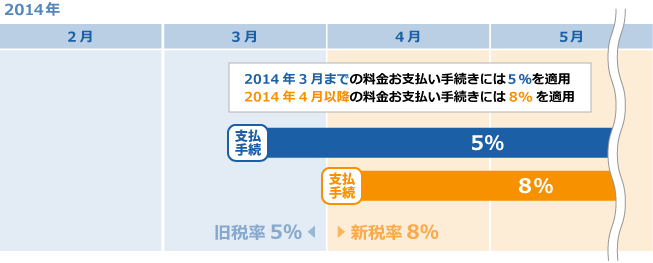 2014年
2月 3月 4月 5月
2014年3月までの料金お支払い手続きには5%を適用
2014年4月以降の料金お支払い手続きには8%を適用
支払
手続
5%
支払
手続
8%
旧税率5% ◀ ▶ 新税率8%